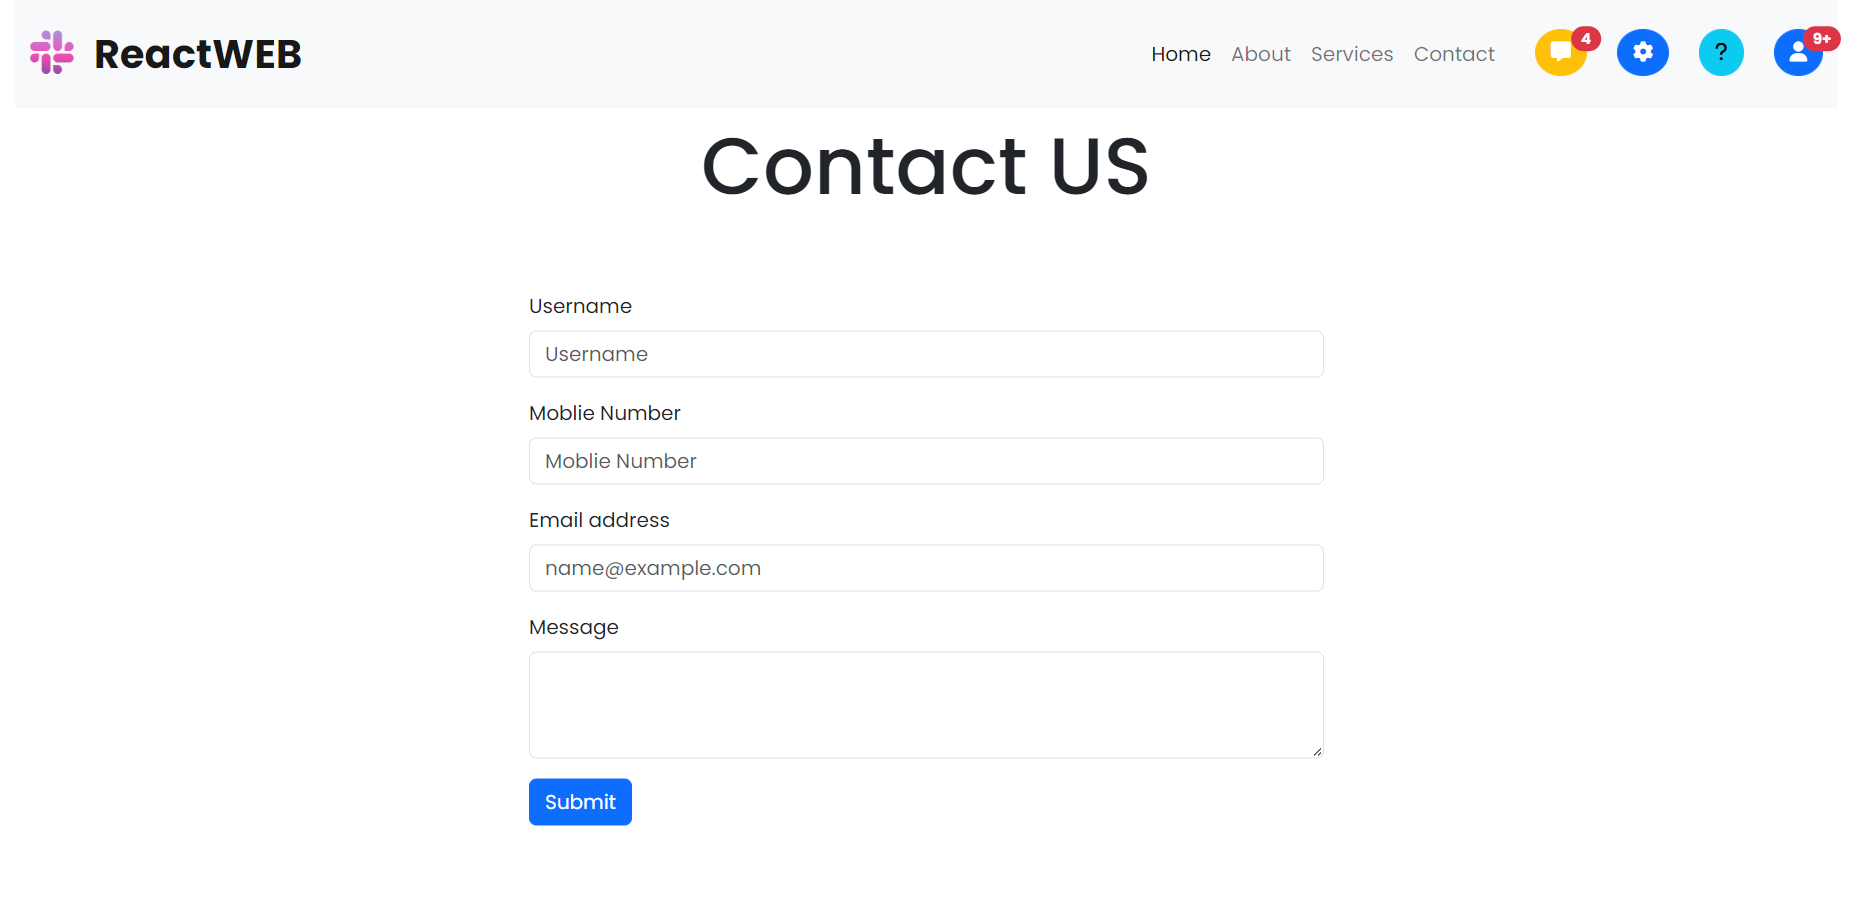 ReactWEB
Home About Services Contact 4 ? 9+
Contact US
Username
Username
Moblie Number
Moblie Number
Email address
name@example.com
Message
Submit